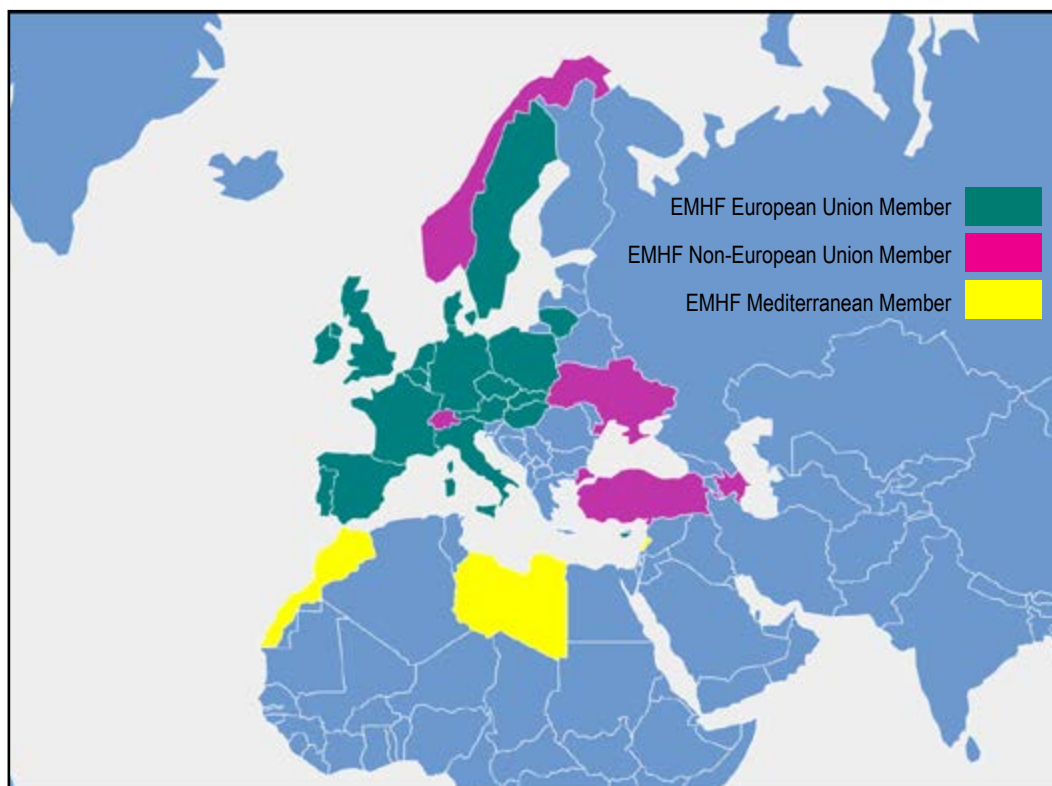 EMHF European Union Member
EMHF Non-European Union Member
EMHF Mediterranean Member